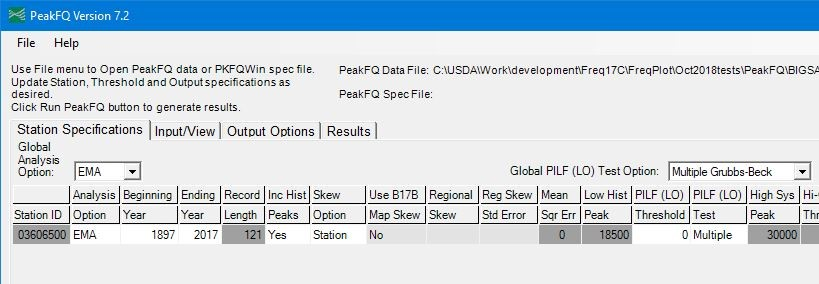 PeakFQ Version 7.2
File Help
Use File menu to Open PeakFQ data or PKFQWin spec file.
Update Station, Threshold and Output specifications as
desired.
Click Run PeakFQ button to generate results.
PeakFQ Data File: C:\USDA\Work\development\Freq17C\FreqPlot\Oct2018tests\PeakFQ\BIGSA
PeakFQ Spec File:
Station Specifications Input/View Output Options Results
Global
Analysis
Option: EMA
Global PILF (LO) Test Option: Multiple Grubbs-Beck
Analysis Beginning Ending Record Inc Hist Skew Use B17B Regional Reg Skew Mean Low Hist PILF (LO) PILF (LO) High Sys Hi-
Station ID Option Year Year Length Peaks Option Map Skew Skew Std Error Sqr Err Peak Threshold Test Peak Thr
03606500 EMA 1897 2017 121 Yes Station No 0 18500 0 Multiple 30000